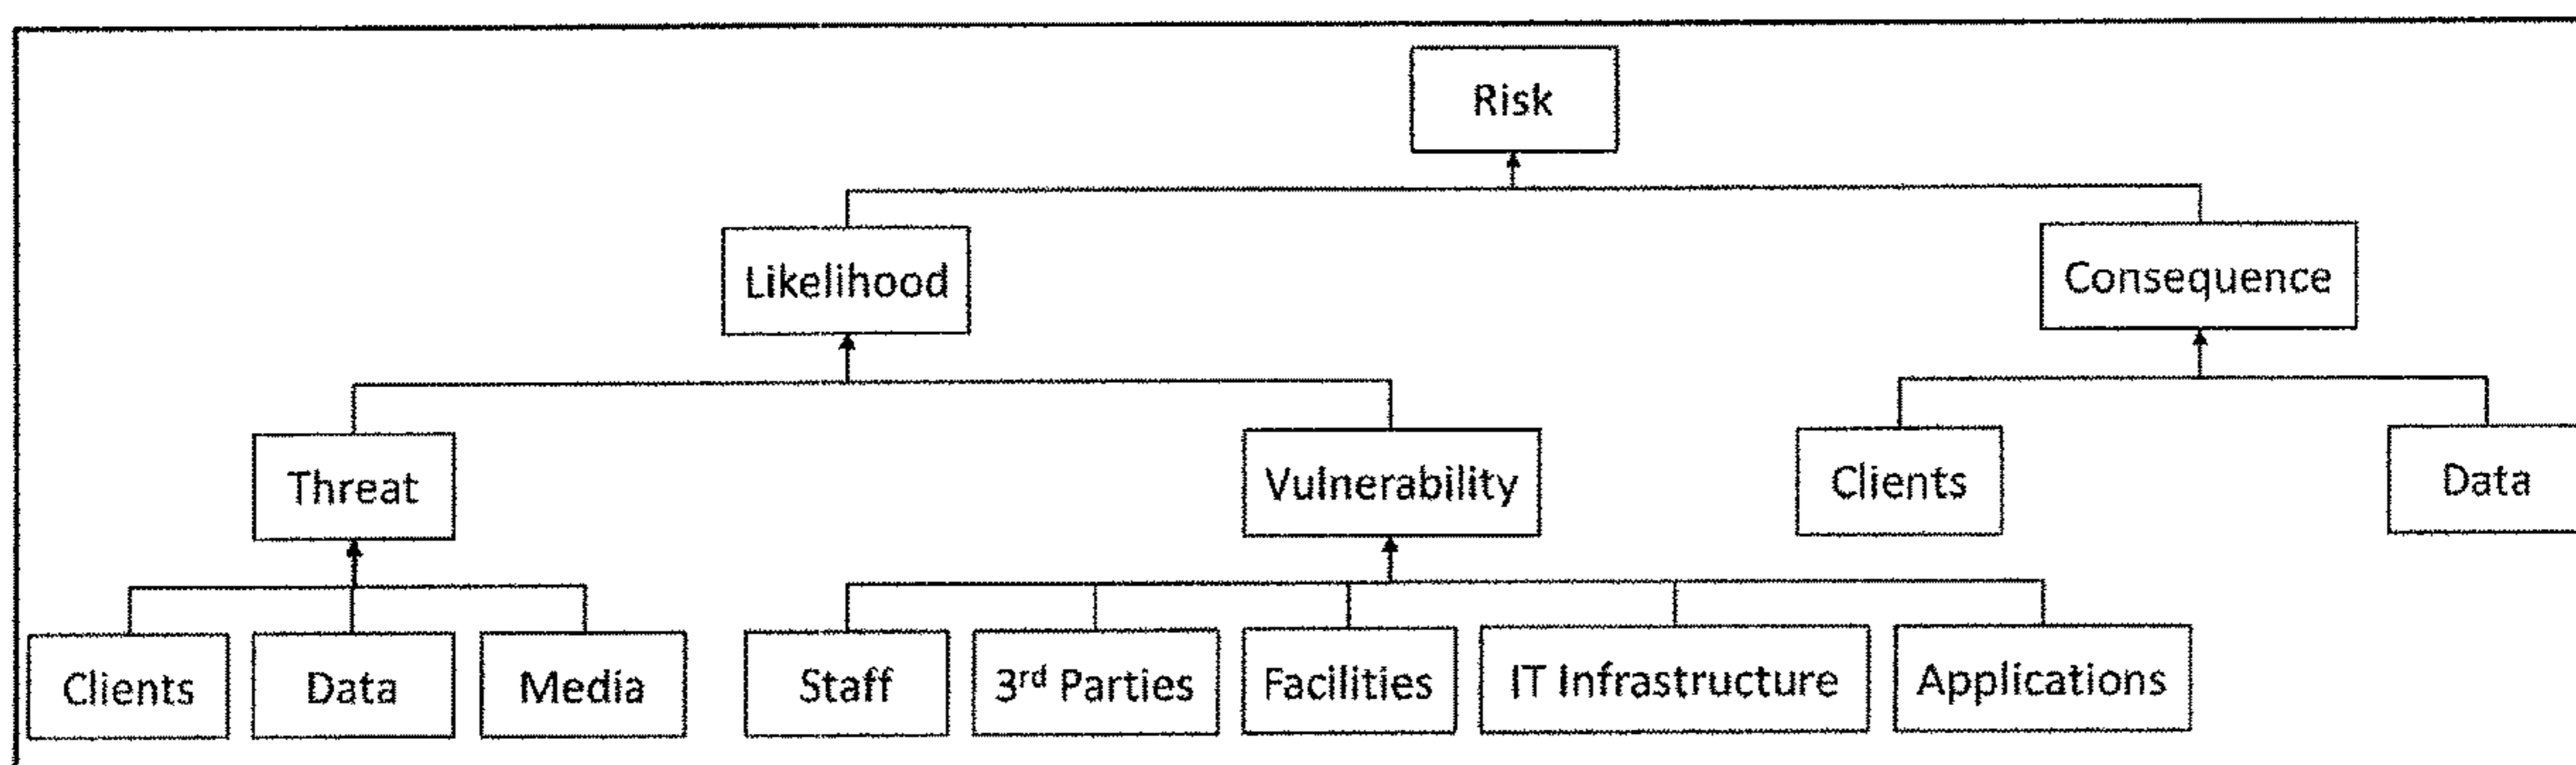 Risk
Likelihood
Consequence
Threat
Vulnerability
Clients
Data
Clients
Data
Media
Staff
3rd Parties
Facilities
IT Infrastructure
Applications